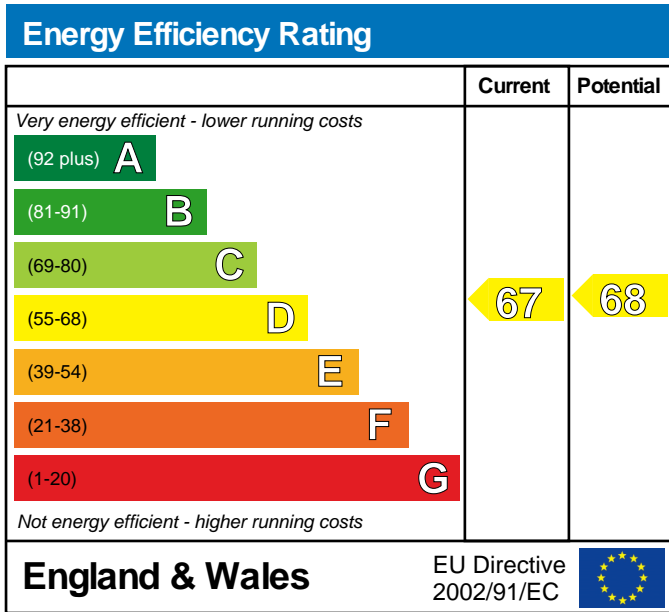 Energy Efficiency Rating
Current Potential
Very energy efficient - lower running costs
(92 plus) A
(81-91) B
(69-80) C
(55-68) D
67 68
(39-54) E
(21-38) F
(1-20) G
Not energy efficient - higher running costs
England & Wales
EU Directive
2002/91/EC